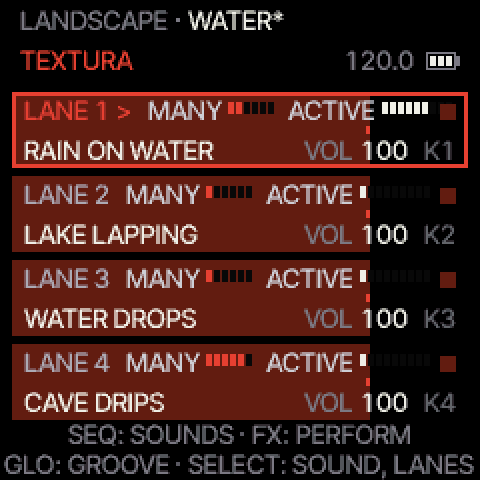 LANDSCAPE · WATER*
TEXTURA 120.0
LANE 1 > MANY ACTIVE
RAIN ON WATER VOL 100 K1
LANE 2 MANY ACTIVE
LAKE LAPPING VOL 100 K2
LANE 3 MANY ACTIVE
WATER DROPS VOL 100 K3
LANE 4 MANY ACTIVE
CAVE DRIPS VOL 100 K4
SEQ: SOUNDS · FX: PERFORM
GLO: GROOVE · SELECT: SOUND, LANES